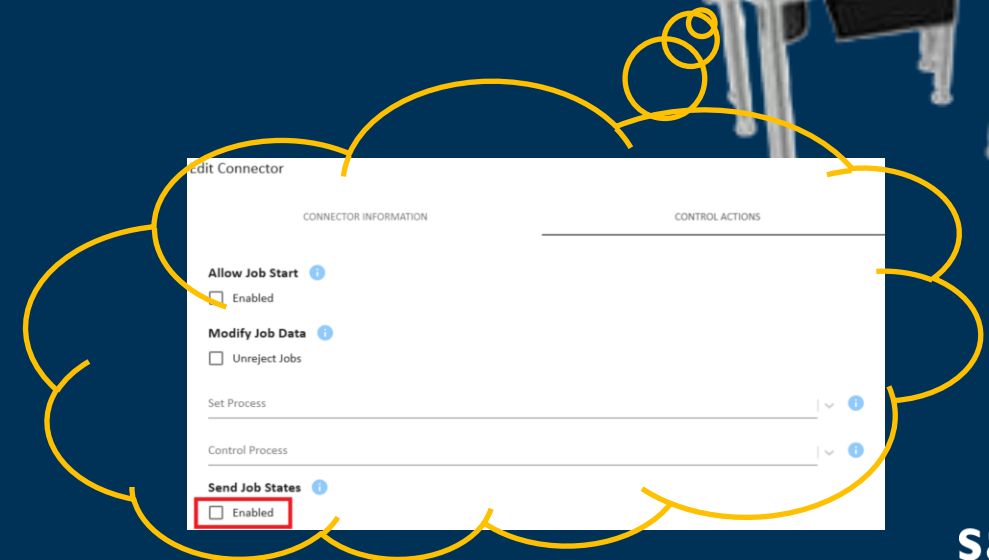 Edit Connector
CONNECTOR INFORMATION
CONTROL ACTIONS
Allow Job Start
Enabled
Modify Job Data
Unreject Jobs
Set Process
Control Process
Send Job States
Enabled